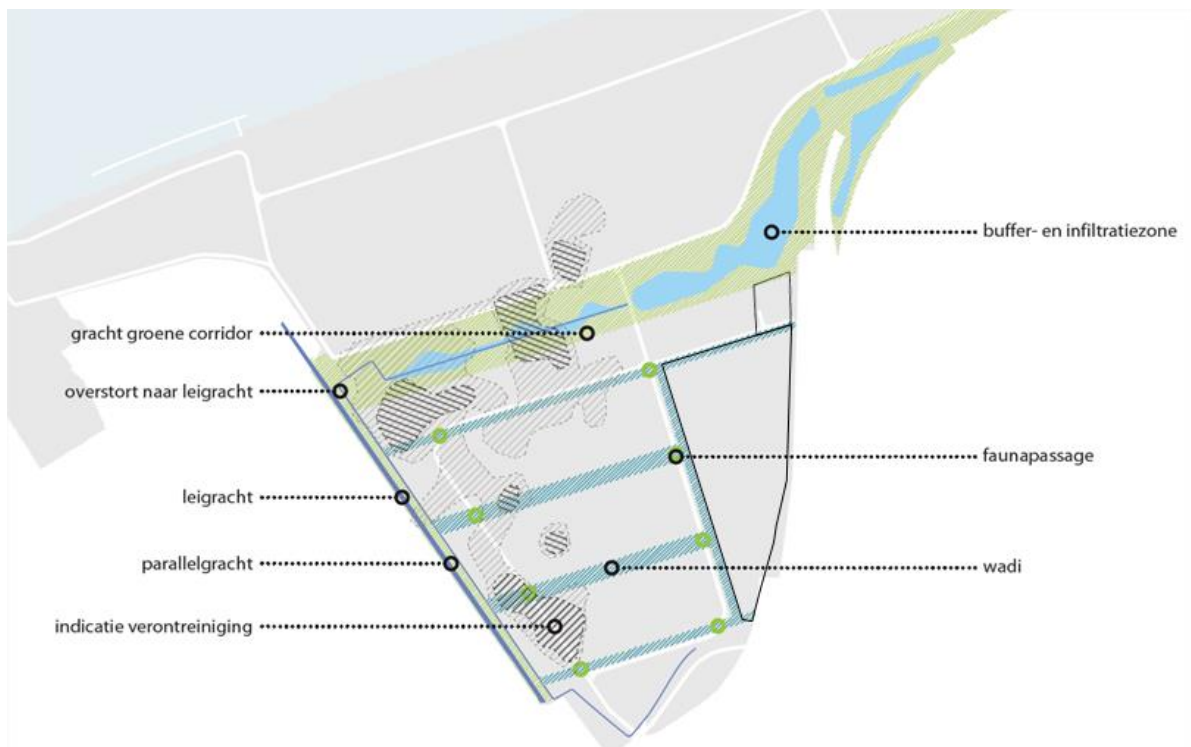 buffer- en infiltratiezone
gracht groene corridor
overstort naar leigracht
faunapassage
leigracht
parallelgracht
wadi
indicatie verontreiniging